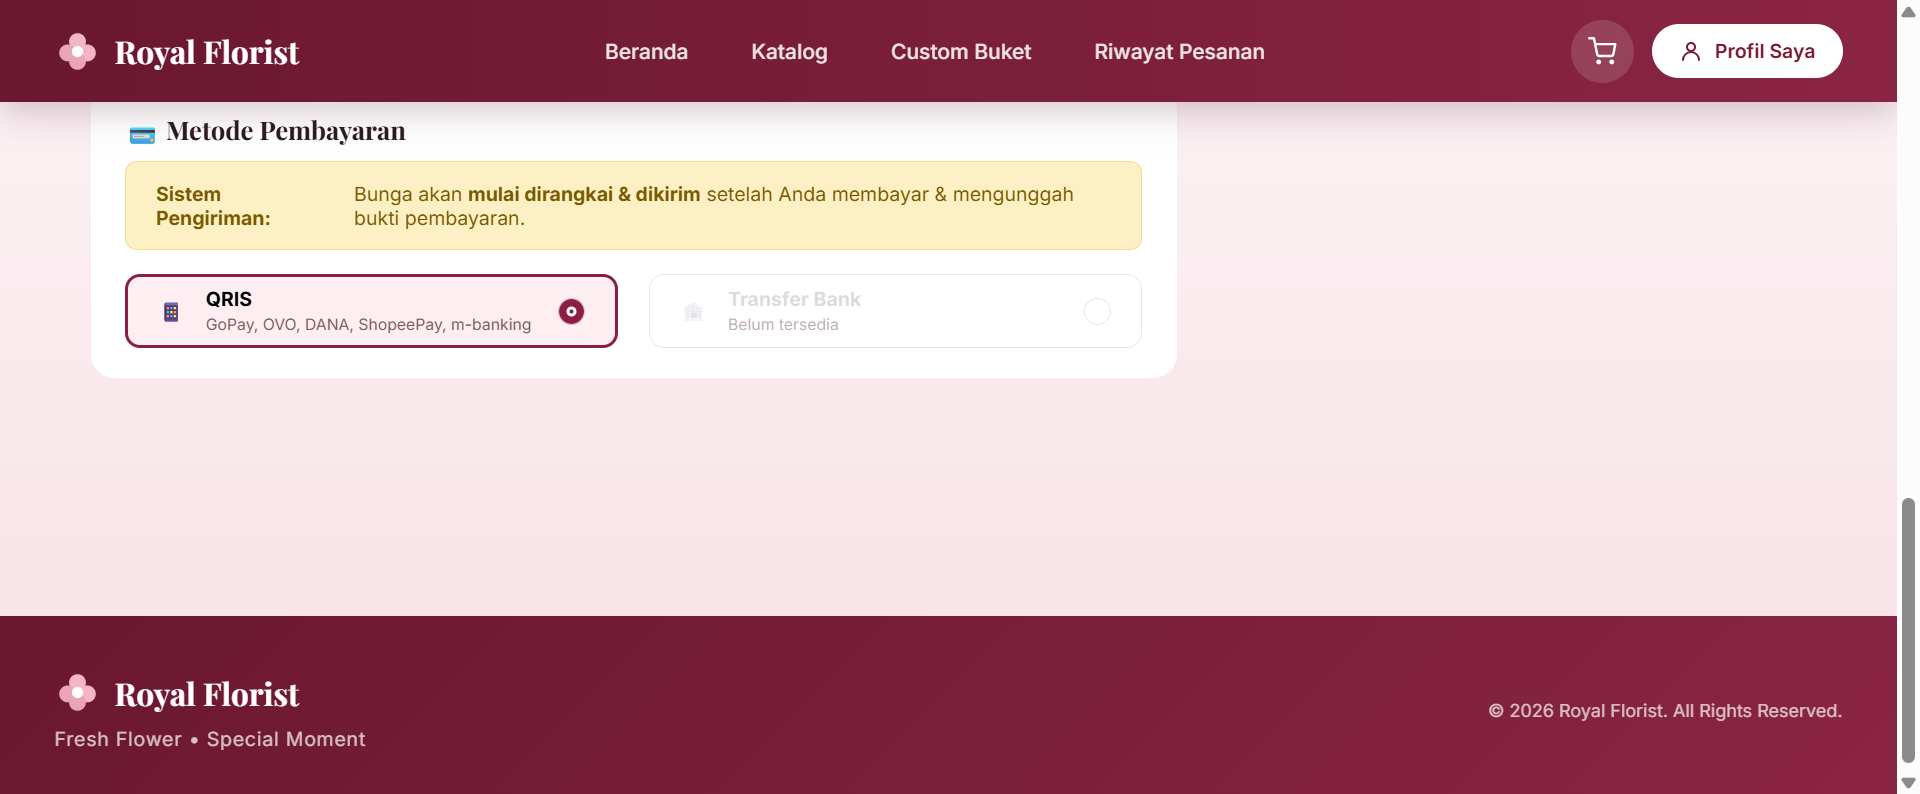 Royal Florist
Beranda
Katalog
Custom Buket
Riwayat Pesanan
Profil Saya
Metode Pembayaran
Sistem
Pengiriman:
Bunga akan mulai dirangkai & dikirim setelah Anda membayar & mengunggah
bukti pembayaran.
QRIS
GoPay, OVO, DANA, ShopeePay, m-banking
Transfer Bank
Belum tersedia
Royal Florist
Fresh Flower • Special Moment
© 2026 Royal Florist. All Rights Reserved.